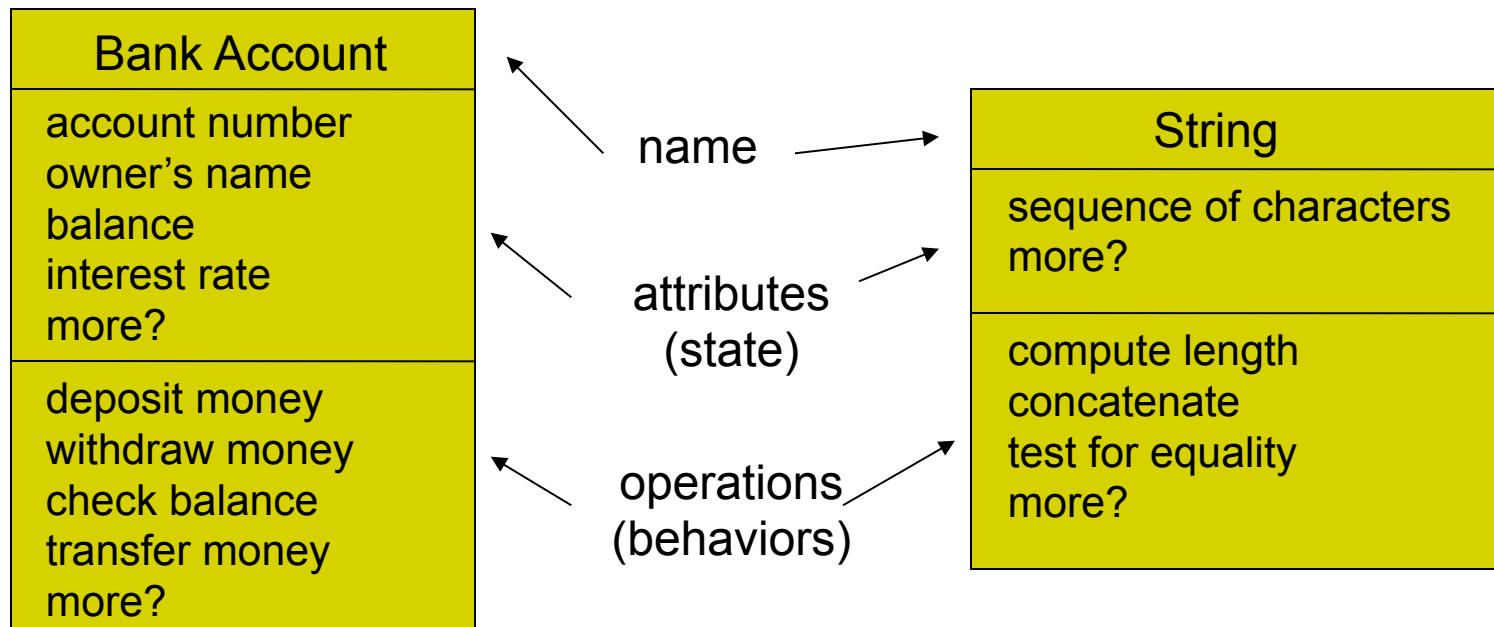 Bank Account
account number
owner’s name
balance
interest rate
more?
deposit money
withdraw money
check balance
transfer money
more?
name
attributes
(state)
operations
(behaviors)
String
sequence of characters
more?
compute length
concatenate
test for equality
more?